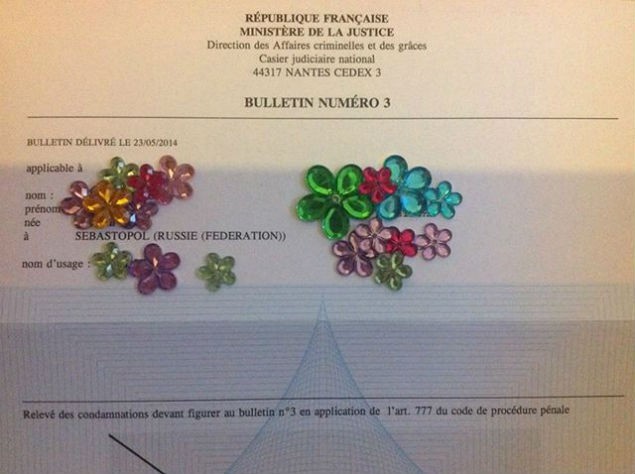 RÉPUBLIQUE FRANÇAISE
MINISTÈRE DE LA JUSTICE
Direction des Affaires criminelles et des grâces
Casier judiciaire national
44317 NANTES CEDEX 3
BULLETIN NUMÉRO 3
BULLETIN DÉLIVRÉ LE 23/05/2014
applicable à
nom :
prénom
née
à SEBASTOPOL (RUSSIE (FEDERATION))
nom d'usage :
Relevé des condamnations devant figurer au bulletin n°3 en application de l'art. 777 du code de procédure pénale